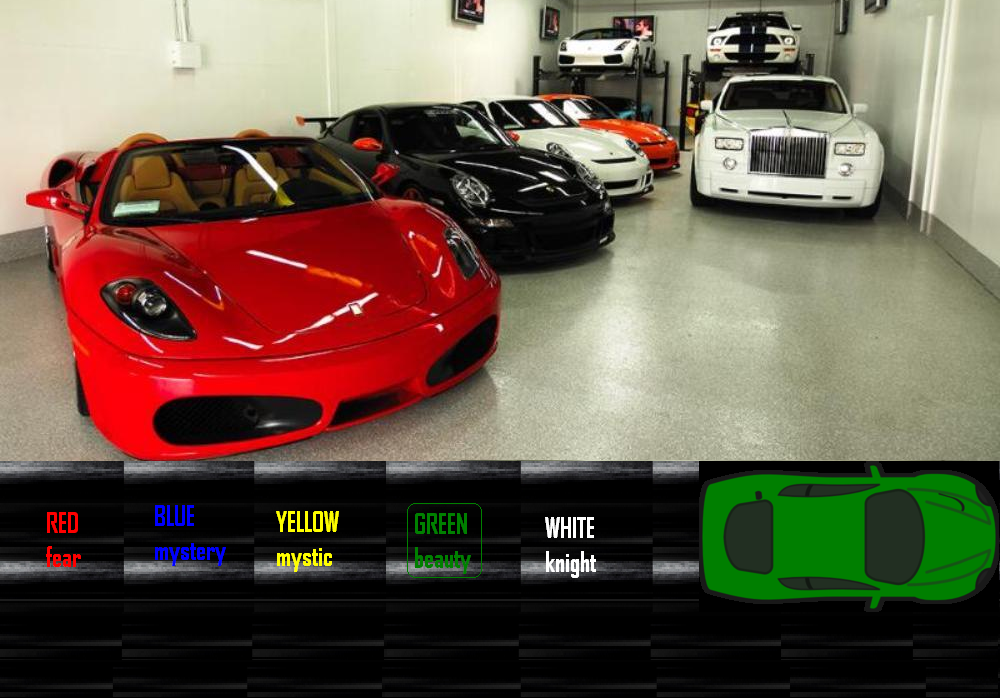 RED
fear
BLUE
mystery
YELLOW
mystic
GREEN
beauty
WHITE
knight